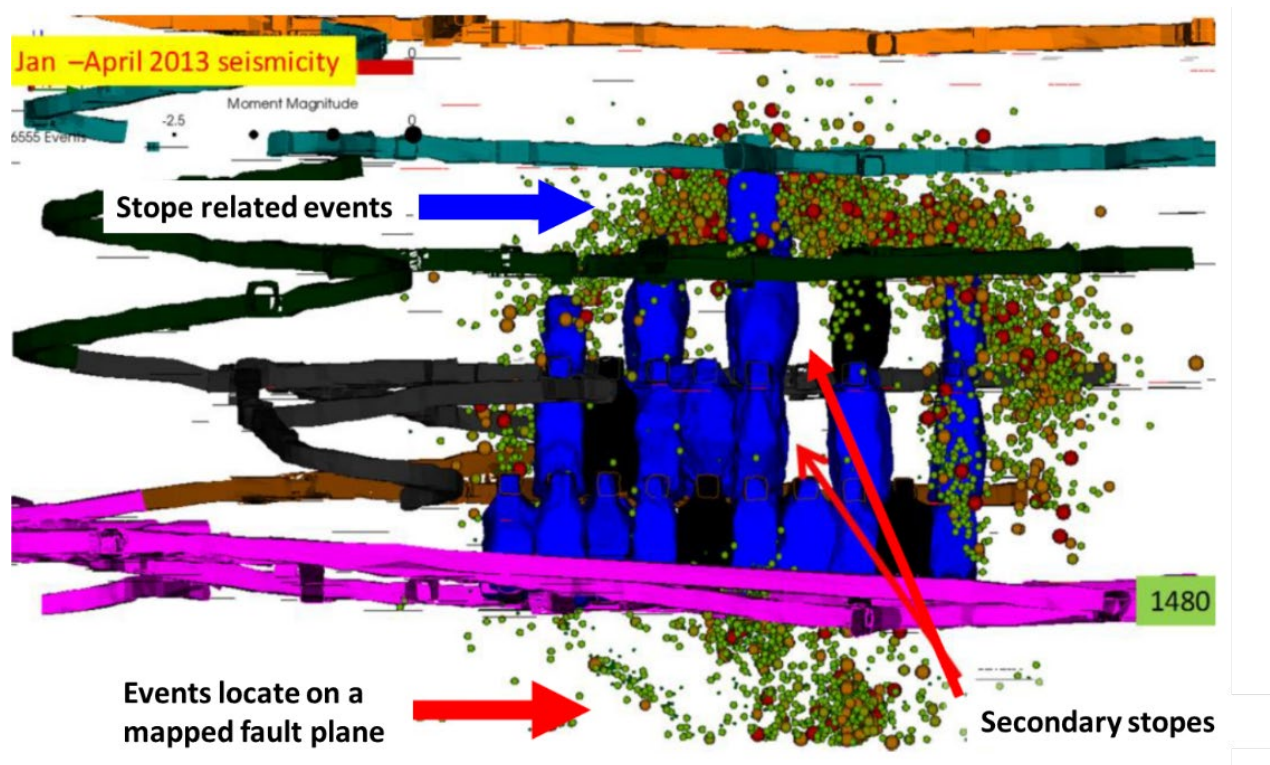 Jan –April 2013 seismicity
0
Moment Magnitude
-2.5
0
6555 Events
Stope related events
1480
Events locate on a
mapped fault plane
Secondary stopes